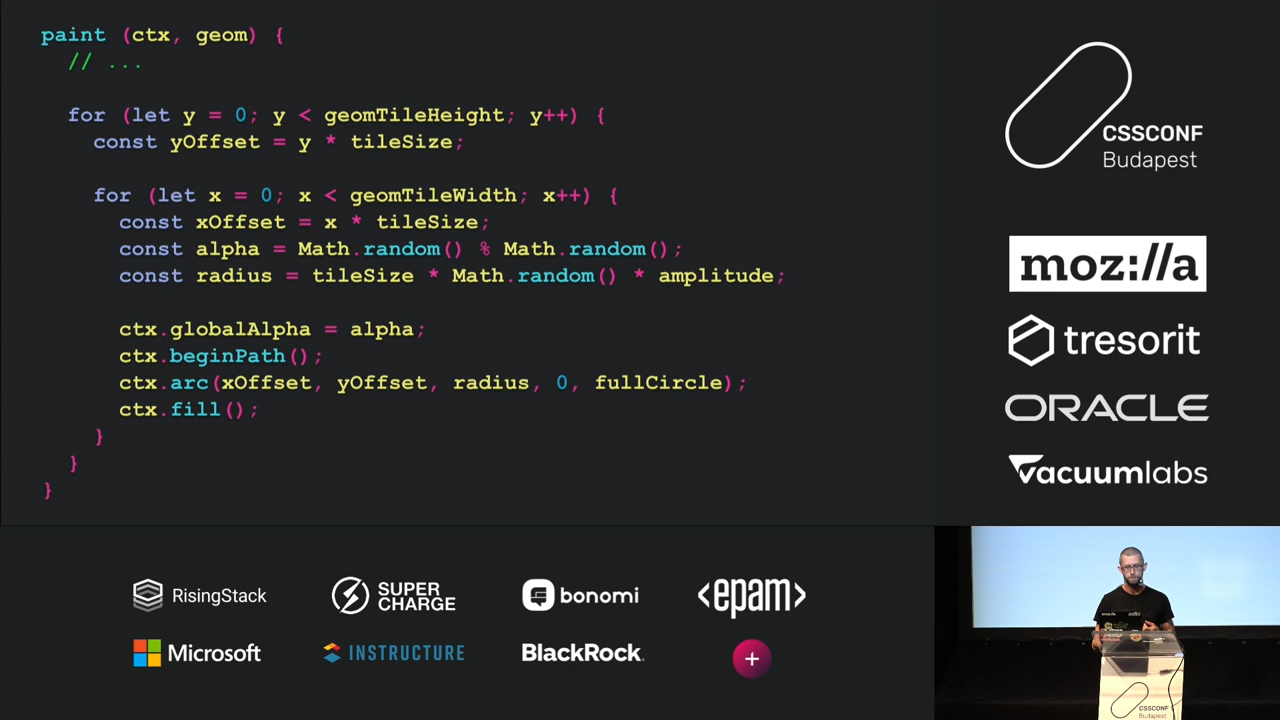 paint (ctx, geom) {
// ...
for (let y = 0; y < geomTileHeight; y++) {
const yOffset = y * tileSize;
for (let x = 0; x < geomTileWidth; x++) {
const xOffset = x * tileSize;
const alpha = Math.random() % Math.random();
const radius = tileSize * Math.random() * amplitude;
ctx.globalAlpha = alpha;
ctx.beginPath();
ctx.arc(xOffset, yOffset, radius, 0, fullCircle);
ctx.fill();
}
}
}
CSSCONF
Budapest
moz://a
tresorit
ORACLE
vacuumlabs
RisingStack
SUPER
CHARGE
bonomi
<epam>
Microsoft
INSTRUCTURE
BlackRock.
+
CSSCONF
Budapest